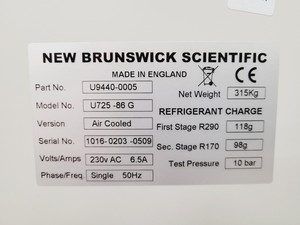 NEW BRUNSWICK SCIENTIFIC
MADE IN ENGLAND
CE
Part No. U9440-0005
Net Weight 315Kg
Model No. U725 -86 G
REFRIGERANT CHARGE
Version Air Cooled
First Stage R290 118g
Serial No. 1016-0203 -0509
Sec. Stage R170 98g
Volts/Amps 230v AC 6.5A
Test Pressure 10 bar
Phase/Freq. Single 50Hz